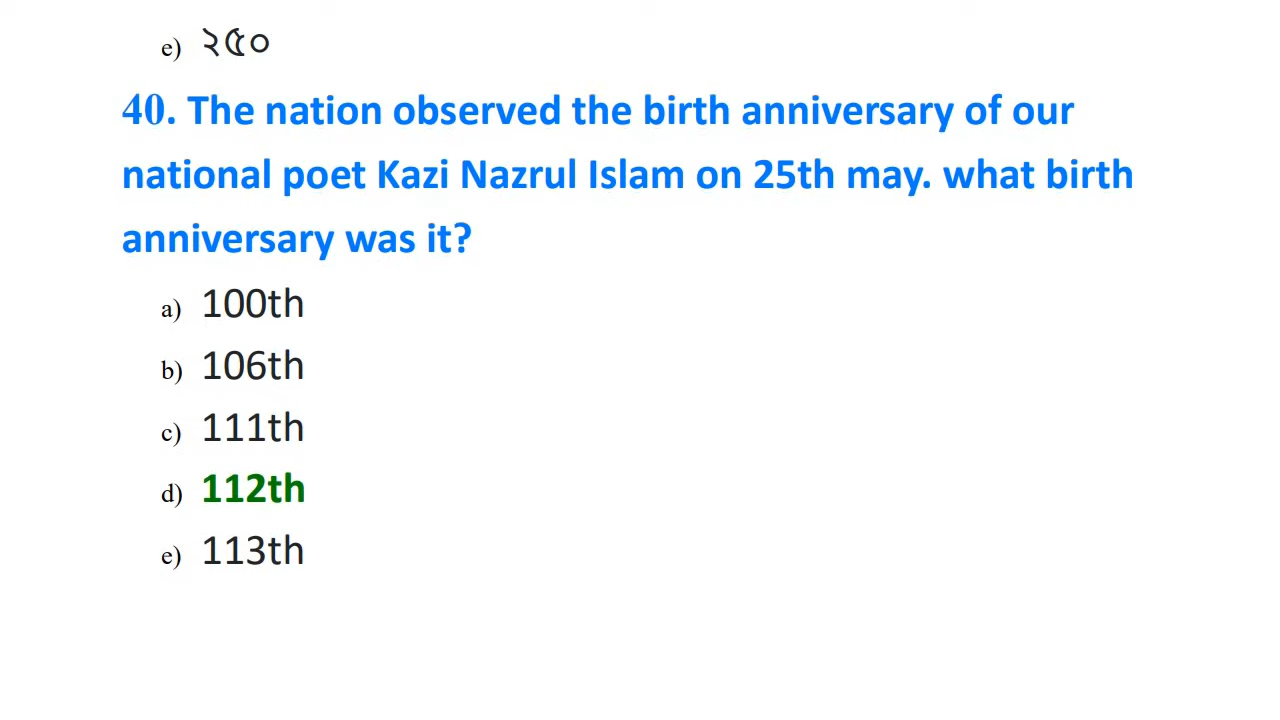 e) ২৫০
40. The nation observed the birth anniversary of our
national poet Kazi Nazrul Islam on 25th may. what birth
anniversary was it?
a) 100th
b) 106th
c) 111th
d) 112th
e) 113th